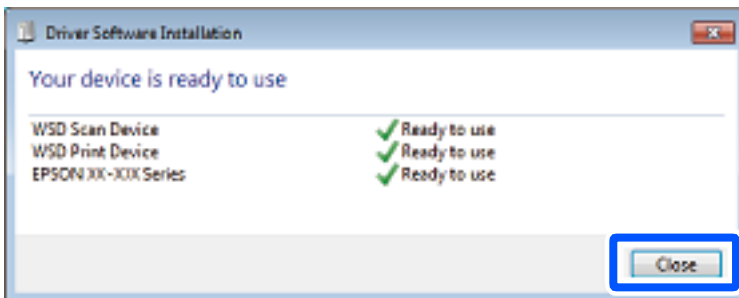 Driver Software Installation
Your device is ready to use
WSD Scan Device Ready to use
WSD Print Device Ready to use
EPSON XX-XXX Series Ready to use
Close